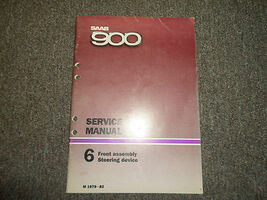 SAAB
900
SERVICE
MANUAL
6 Front assembly
Steering device
M 1979-82